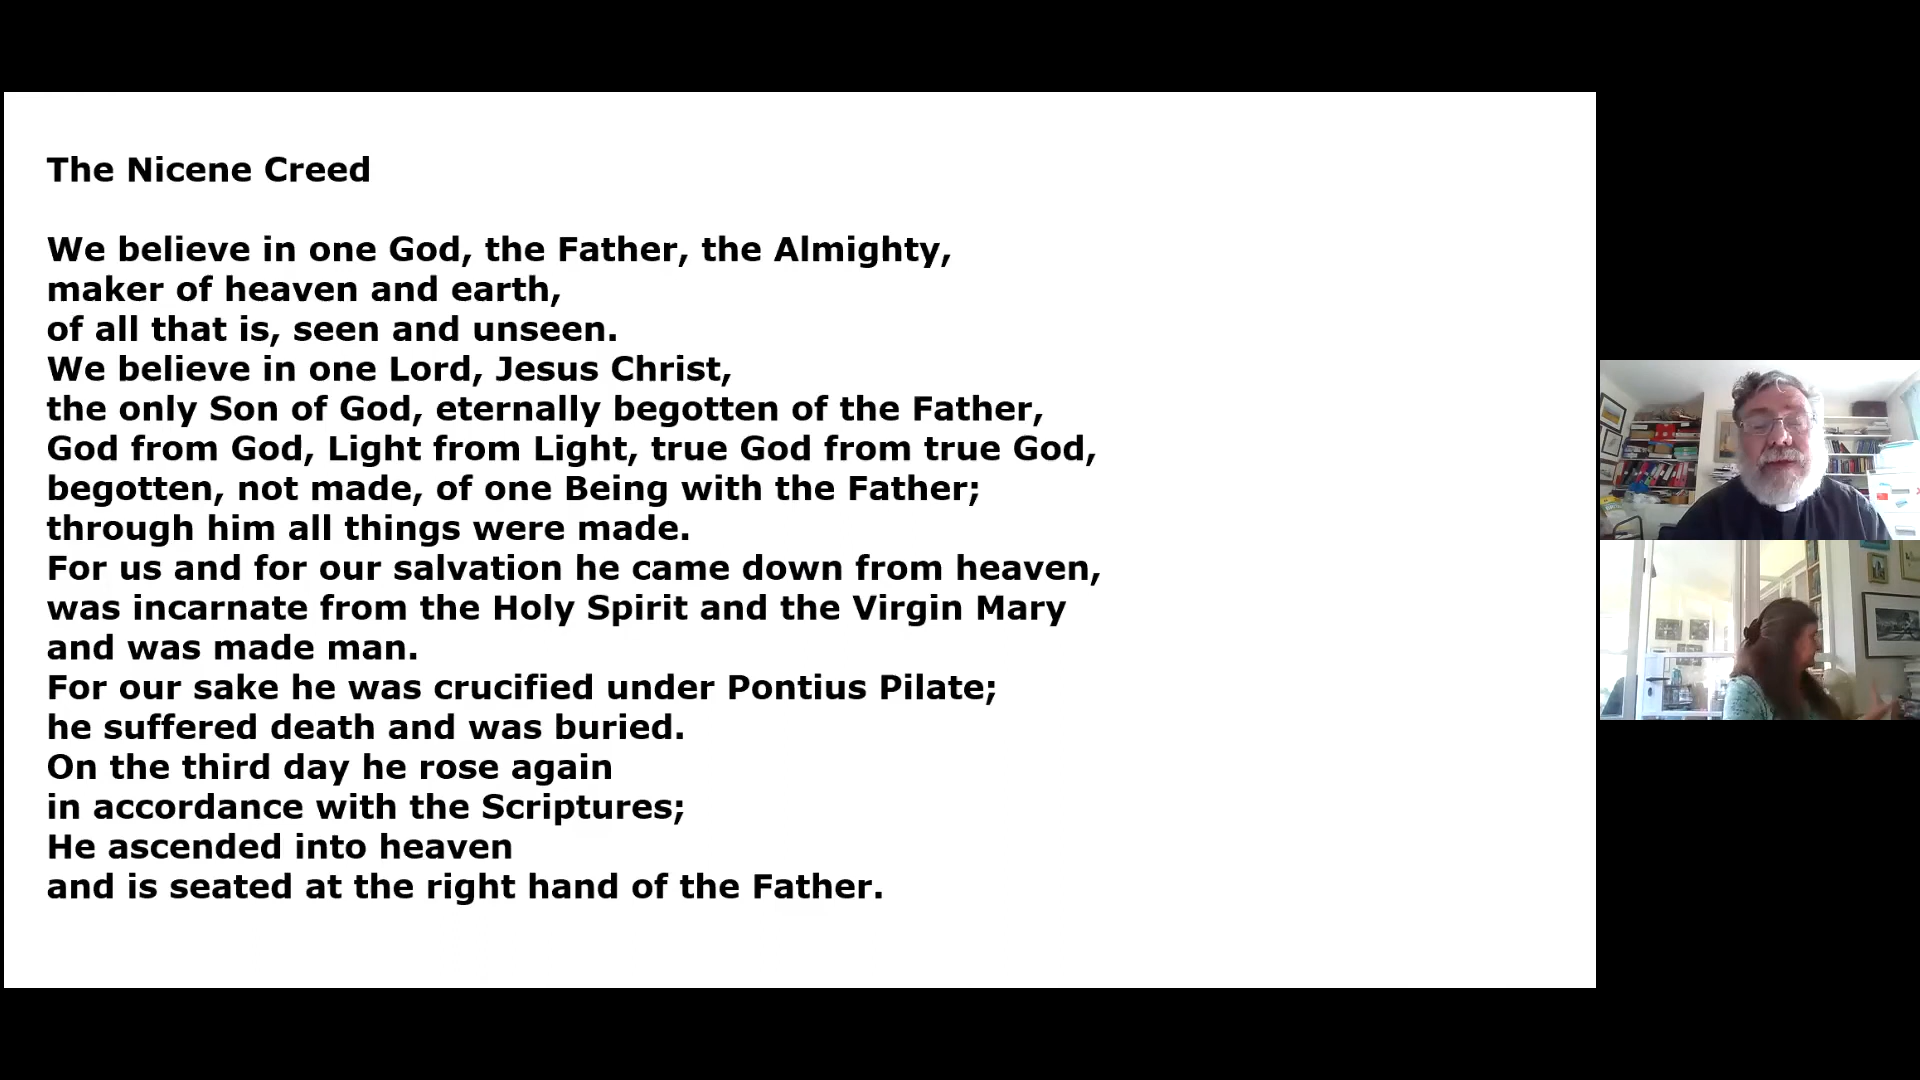 The Nicene Creed
We believe in one God, the Father, the Almighty,
maker of heaven and earth,
of all that is, seen and unseen.
We believe in one Lord, Jesus Christ,
the only Son of God, eternally begotten of the Father,
God from God, Light from Light, true God from true God,
begotten, not made, of one Being with the Father;
through him all things were made.
For us and for our salvation he came down from heaven,
was incarnate from the Holy Spirit and the Virgin Mary
and was made man.
For our sake he was crucified under Pontius Pilate;
he suffered death and was buried.
On the third day he rose again
in accordance with the Scriptures;
He ascended into heaven
and is seated at the right hand of the Father.